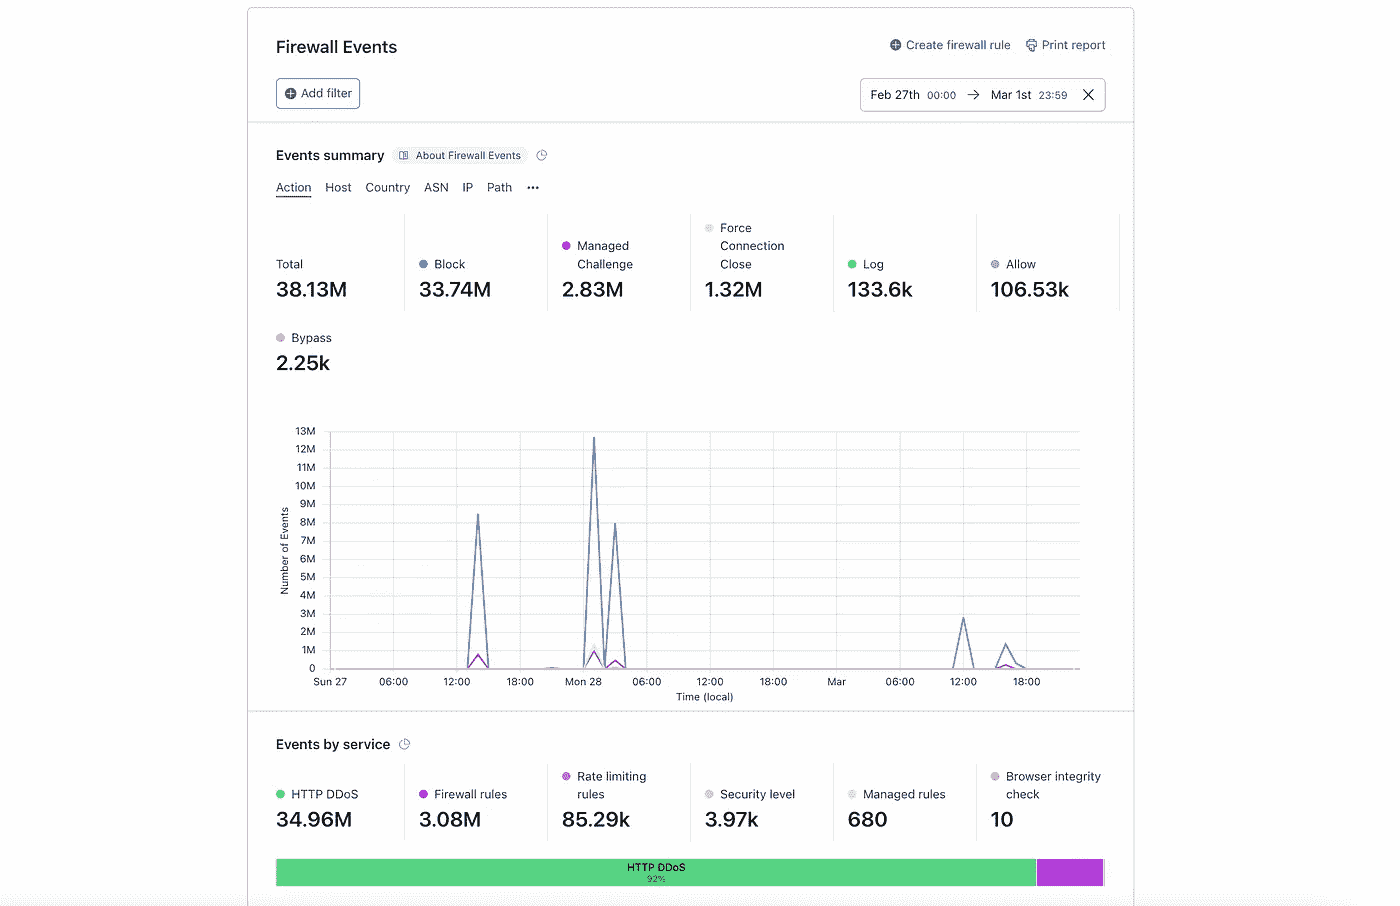 Firewall Events
Create firewall rule
Print report
Add filter
Feb 27th 00:00 → Mar 1st 23:59
Events summary
About Firewall Events
Action Host Country ASN IP Path •••
Total
38.13M
Block
33.74M
Managed
Challenge
2.83M
Force
Connection
Close
1.32M
Log
133.6k
Allow
106.53k
Bypass
2.25k
Number of Events
13M
12M
11M
10M
9M
8M
7M
6M
5M
4M
3M
2M
1M
0
Sun 27 06:00 12:00 18:00 Mon 28 06:00 12:00 18:00 Mar 06:00 12:00 18:00
Time (local)
Events by service
HTTP DDoS
34.96M
Firewall rules
3.08M
Rate limiting
rules
85.29k
Security level
3.97k
Managed rules
680
Browser integrity
check
10
HTTP DDoS
92%